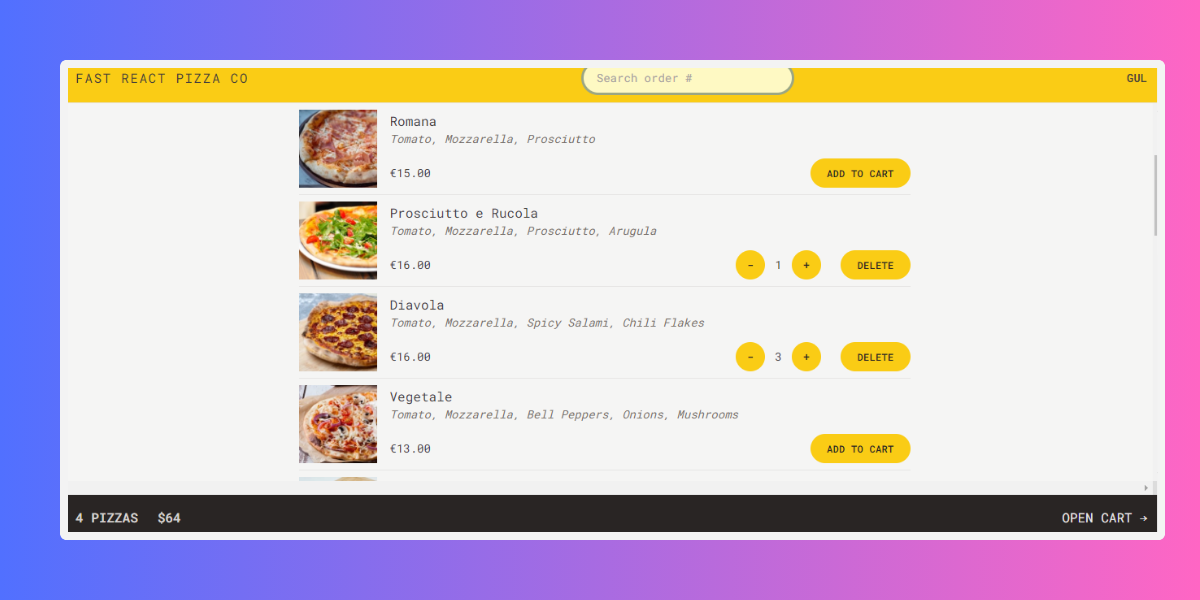 FAST REACT PIZZA CO
Search order #
GUL
Romana
Tomato, Mozzarella, Prosciutto
€15.00
ADD TO CART
Prosciutto e Rucola
Tomato, Mozzarella, Prosciutto, Arugula
€16.00
- 1 +
DELETE
Diavola
Tomato, Mozzarella, Spicy Salami, Chili Flakes
€16.00
- 3 +
DELETE
Vegetale
Tomato, Mozzarella, Bell Peppers, Onions, Mushrooms
€13.00
ADD TO CART
4 PIZZAS $64
OPEN CART →